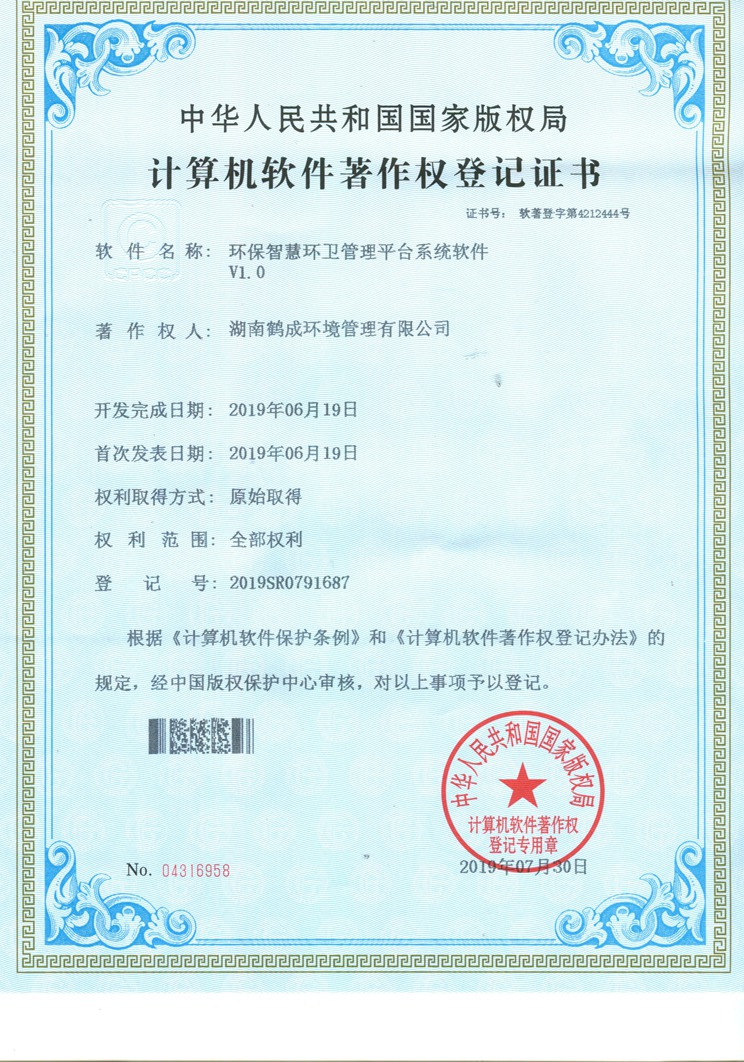 中华人民共和国国家版权局
计算机软件著作权登记证书
证书号： 软著登字第4212444号
CPCC
软件名称： 环保智慧环卫管理平台系统软件
V1.0
著作权人： 湖南鹤成环境管理有限公司
开发完成日期： 2019年06月19日
首次发表日期： 2019年06月19日
权利取得方式： 原始取得
权利范围： 全部权利
登记号： 2019SR0791687
根据《计算机软件保护条例》和《计算机软件著作权登记办法》的
规定，经中国版权保护中心审核，对以上事项予以登记。
中华人民共和国国家版权局
计算机软件著作权
登记专用章
No. 04316958
2019年07月30日